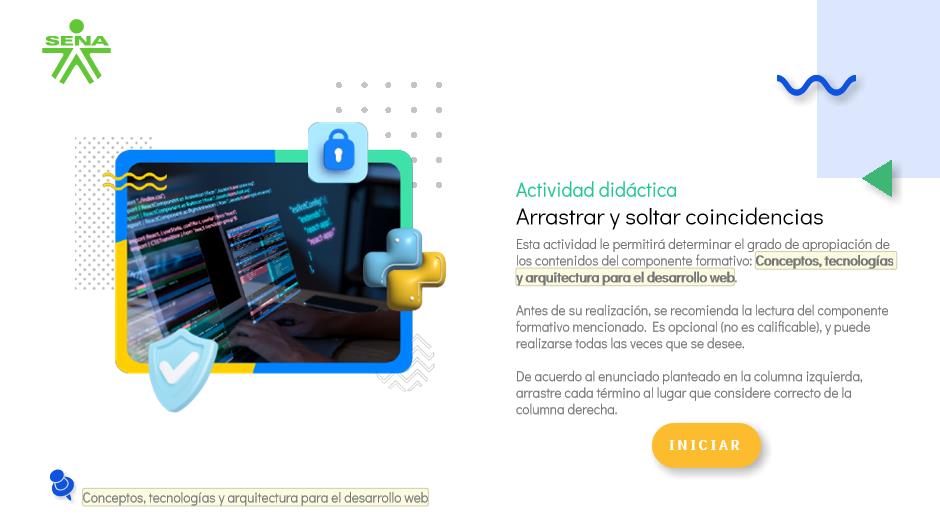 SENA
Actividad didáctica
Arrastrar y soltar coincidencias
Esta actividad le permitirá determinar el grado de apropiación de
los contenidos del componente formativo: Conceptos, tecnologías
y arquitectura para el desarrollo web.
Antes de su realización, se recomienda la lectura del componente
formativo mencionado. Es opcional (no es calificable), y puede
realizarse todas las veces que se desee.
De acuerdo al enunciado planteado en la columna izquierda,
arrastre cada término al lugar que considere correcto de la
columna derecha.
INICIAR
Conceptos, tecnologías y arquitectura para el desarrollo web